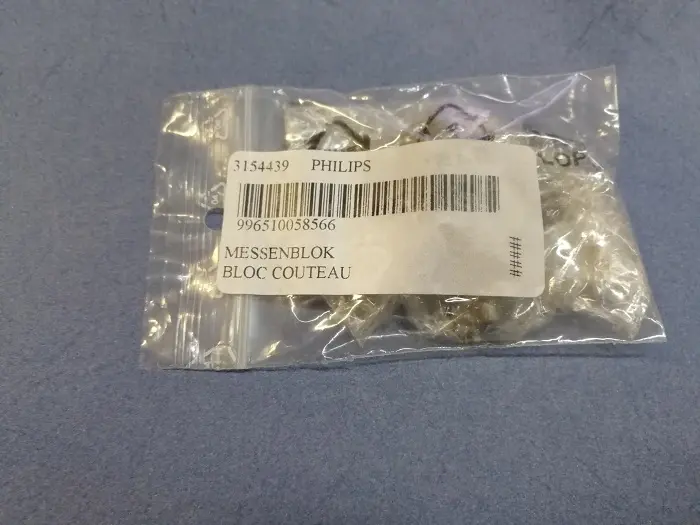 3154439 PHILIPS
996510058566
MESSENBLOK
BLOC COUTEAU
####